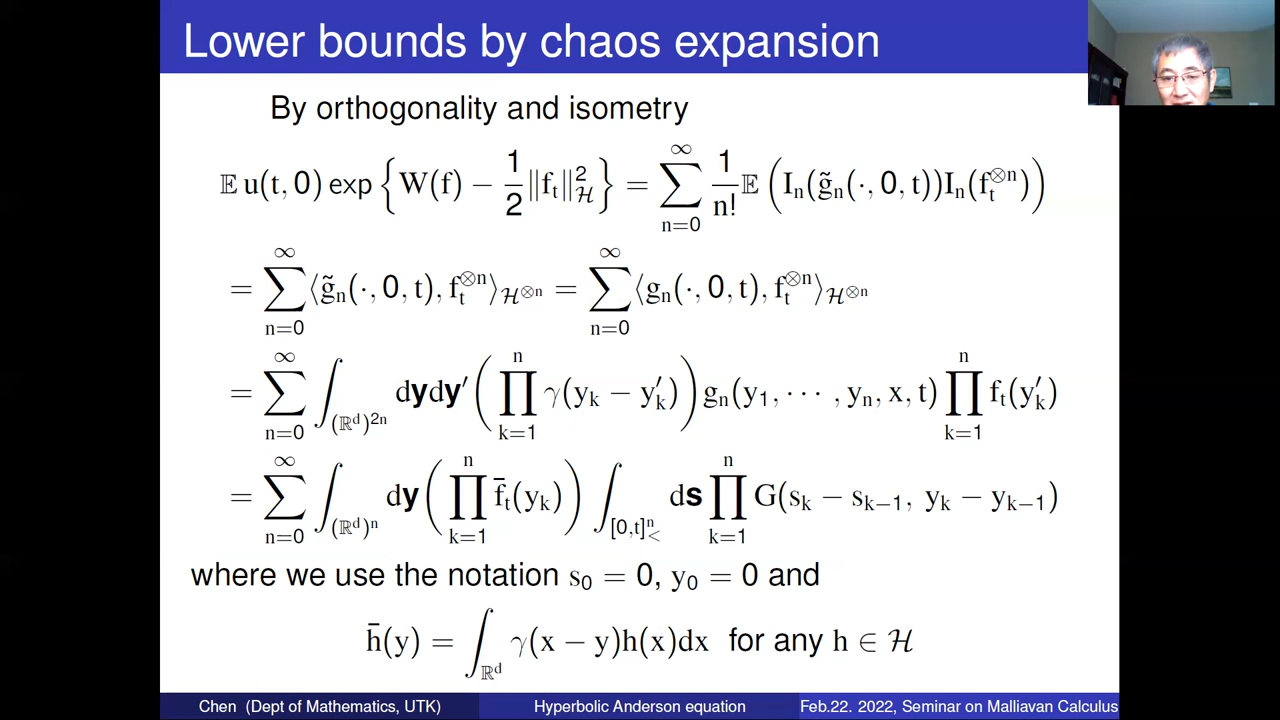 Lower bounds by chaos expansion
By orthogonality and isometry
𝔼 u(t, 0) exp { W(f) − 1/2 ‖f_t‖²_ℋ } = ∑_{n=0}^{∞} 1/n! 𝔼 ( I_n(g̃_n(·, 0, t)) I_n(f_t^{⊗n}) )
= ∑_{n=0}^{∞} ⟨g̃_n(·, 0, t), f_t^{⊗n}⟩_{ℋ^{⊗n}} = ∑_{n=0}^{∞} ⟨g_n(·, 0, t), f_t^{⊗n}⟩_{ℋ^{⊗n}}
= ∑_{n=0}^{∞} ∫_{(ℝ^d)^{2n}} d𝐲d𝐲′ ( ∏_{k=1}^{n} γ(y_k − y′_k) ) g_n(y_1, ⋯ , y_n, x, t) ∏_{k=1}^{n} f_t(y′_k)
= ∑_{n=0}^{∞} ∫_{(ℝ^d)^n} d𝐲 ( ∏_{k=1}^{n} f̄_t(y_k) ) ∫_{[0,t]^n_<} d𝐬 ∏_{k=1}^{n} G(s_k − s_{k−1}, y_k − y_{k−1})
where we use the notation s_0 = 0, y_0 = 0 and
h̄(y) = ∫_{ℝ^d} γ(x − y)h(x)dx for any h ∈ ℋ
Chen (Dept of Mathematics, UTK) Hyperbolic Anderson equation Feb.22. 2022, Seminar on Malliavan Calculus